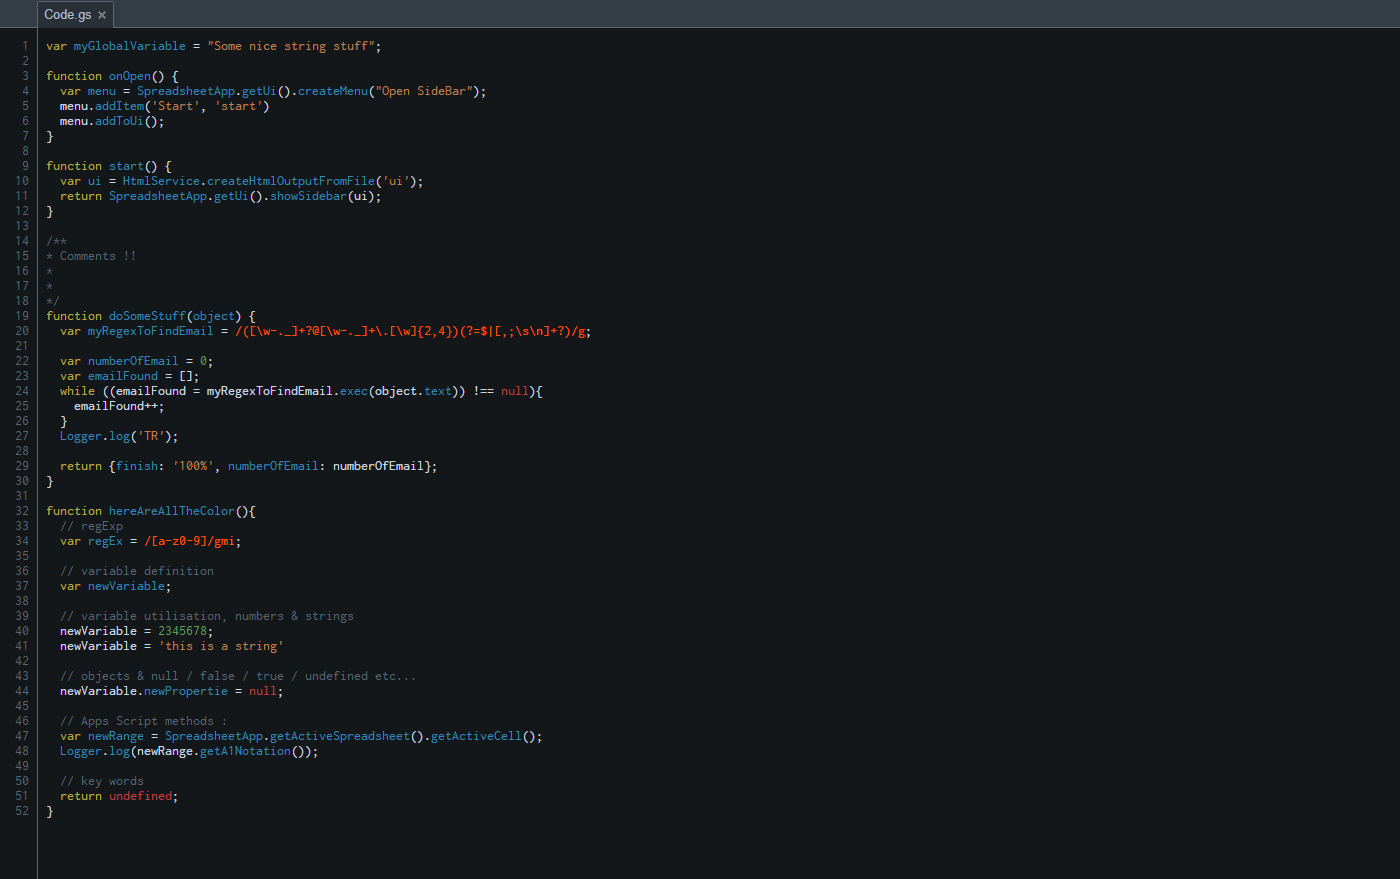 Code.gs ×
1 var myGlobalVariable = "Some nice string stuff";
2
3 function onOpen() {
4   var menu = SpreadsheetApp.getUi().createMenu("Open SideBar");
5   menu.addItem('Start', 'start')
6   menu.addToUi();
7 }
8
9 function start() {
10   var ui = HtmlService.createHtmlOutputFromFile('ui');
11   return SpreadsheetApp.getUi().showSidebar(ui);
12 }
13
14 /**
15 * Comments !!
16 *
17 *
18 */
19 function doSomeStuff(object) {
20   var myRegexToFindEmail = /([\w-._]+?@[\w-._]+\.[\w]{2,4})(?=$|[,;\s\n]+?)/g;
21
22   var numberOfEmail = 0;
23   var emailFound = [];
24   while ((emailFound = myRegexToFindEmail.exec(object.text)) !== null){
25     emailFound++;
26   }
27   Logger.log('TR');
28
29   return {finish: '100%', numberOfEmail: numberOfEmail};
30 }
31
32 function hereAreAllTheColor(){
33   // regExp
34   var regEx = /[a-z0-9]/gmi;
35
36   // variable definition
37   var newVariable;
38
39   // variable utilisation, numbers & strings
40   newVariable = 2345678;
41   newVariable = 'this is a string'
42
43   // objects & null / false / true / undefined etc...
44   newVariable.newPropertie = null;
45
46   // Apps Script methods :
47   var newRange = SpreadsheetApp.getActiveSpreadsheet().getActiveCell();
48   Logger.log(newRange.getA1Notation());
49
50   // key words
51   return undefined;
52 }